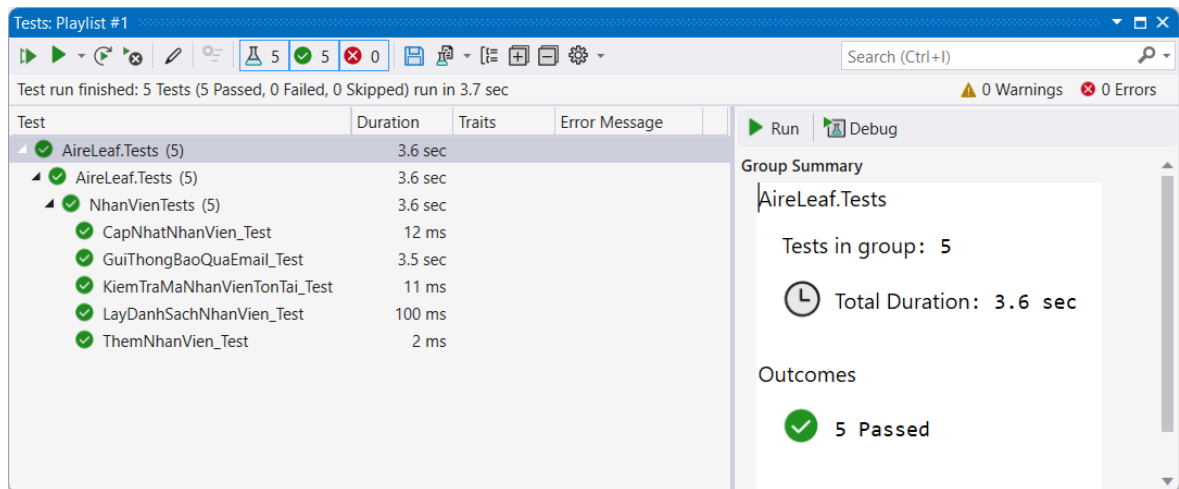 Tests: Playlist #1
5 5 0 Search (Ctrl+I)
Test run finished: 5 Tests (5 Passed, 0 Failed, 0 Skipped) run in 3.7 sec 0 Warnings 0 Errors
Test Duration Traits Error Message
AireLeaf.Tests (5) 3.6 sec
AireLeaf.Tests (5) 3.6 sec
NhanVienTests (5) 3.6 sec
CapNhatNhanVien_Test 12 ms
GuiThongBaoQuaEmail_Test 3.5 sec
KiemTraMaNhanVienTonTai_Test 11 ms
LayDanhSachNhanVien_Test 100 ms
ThemNhanVien_Test 2 ms
Run Debug
Group Summary
AireLeaf.Tests
Tests in group: 5
Total Duration: 3.6 sec
Outcomes
5 Passed